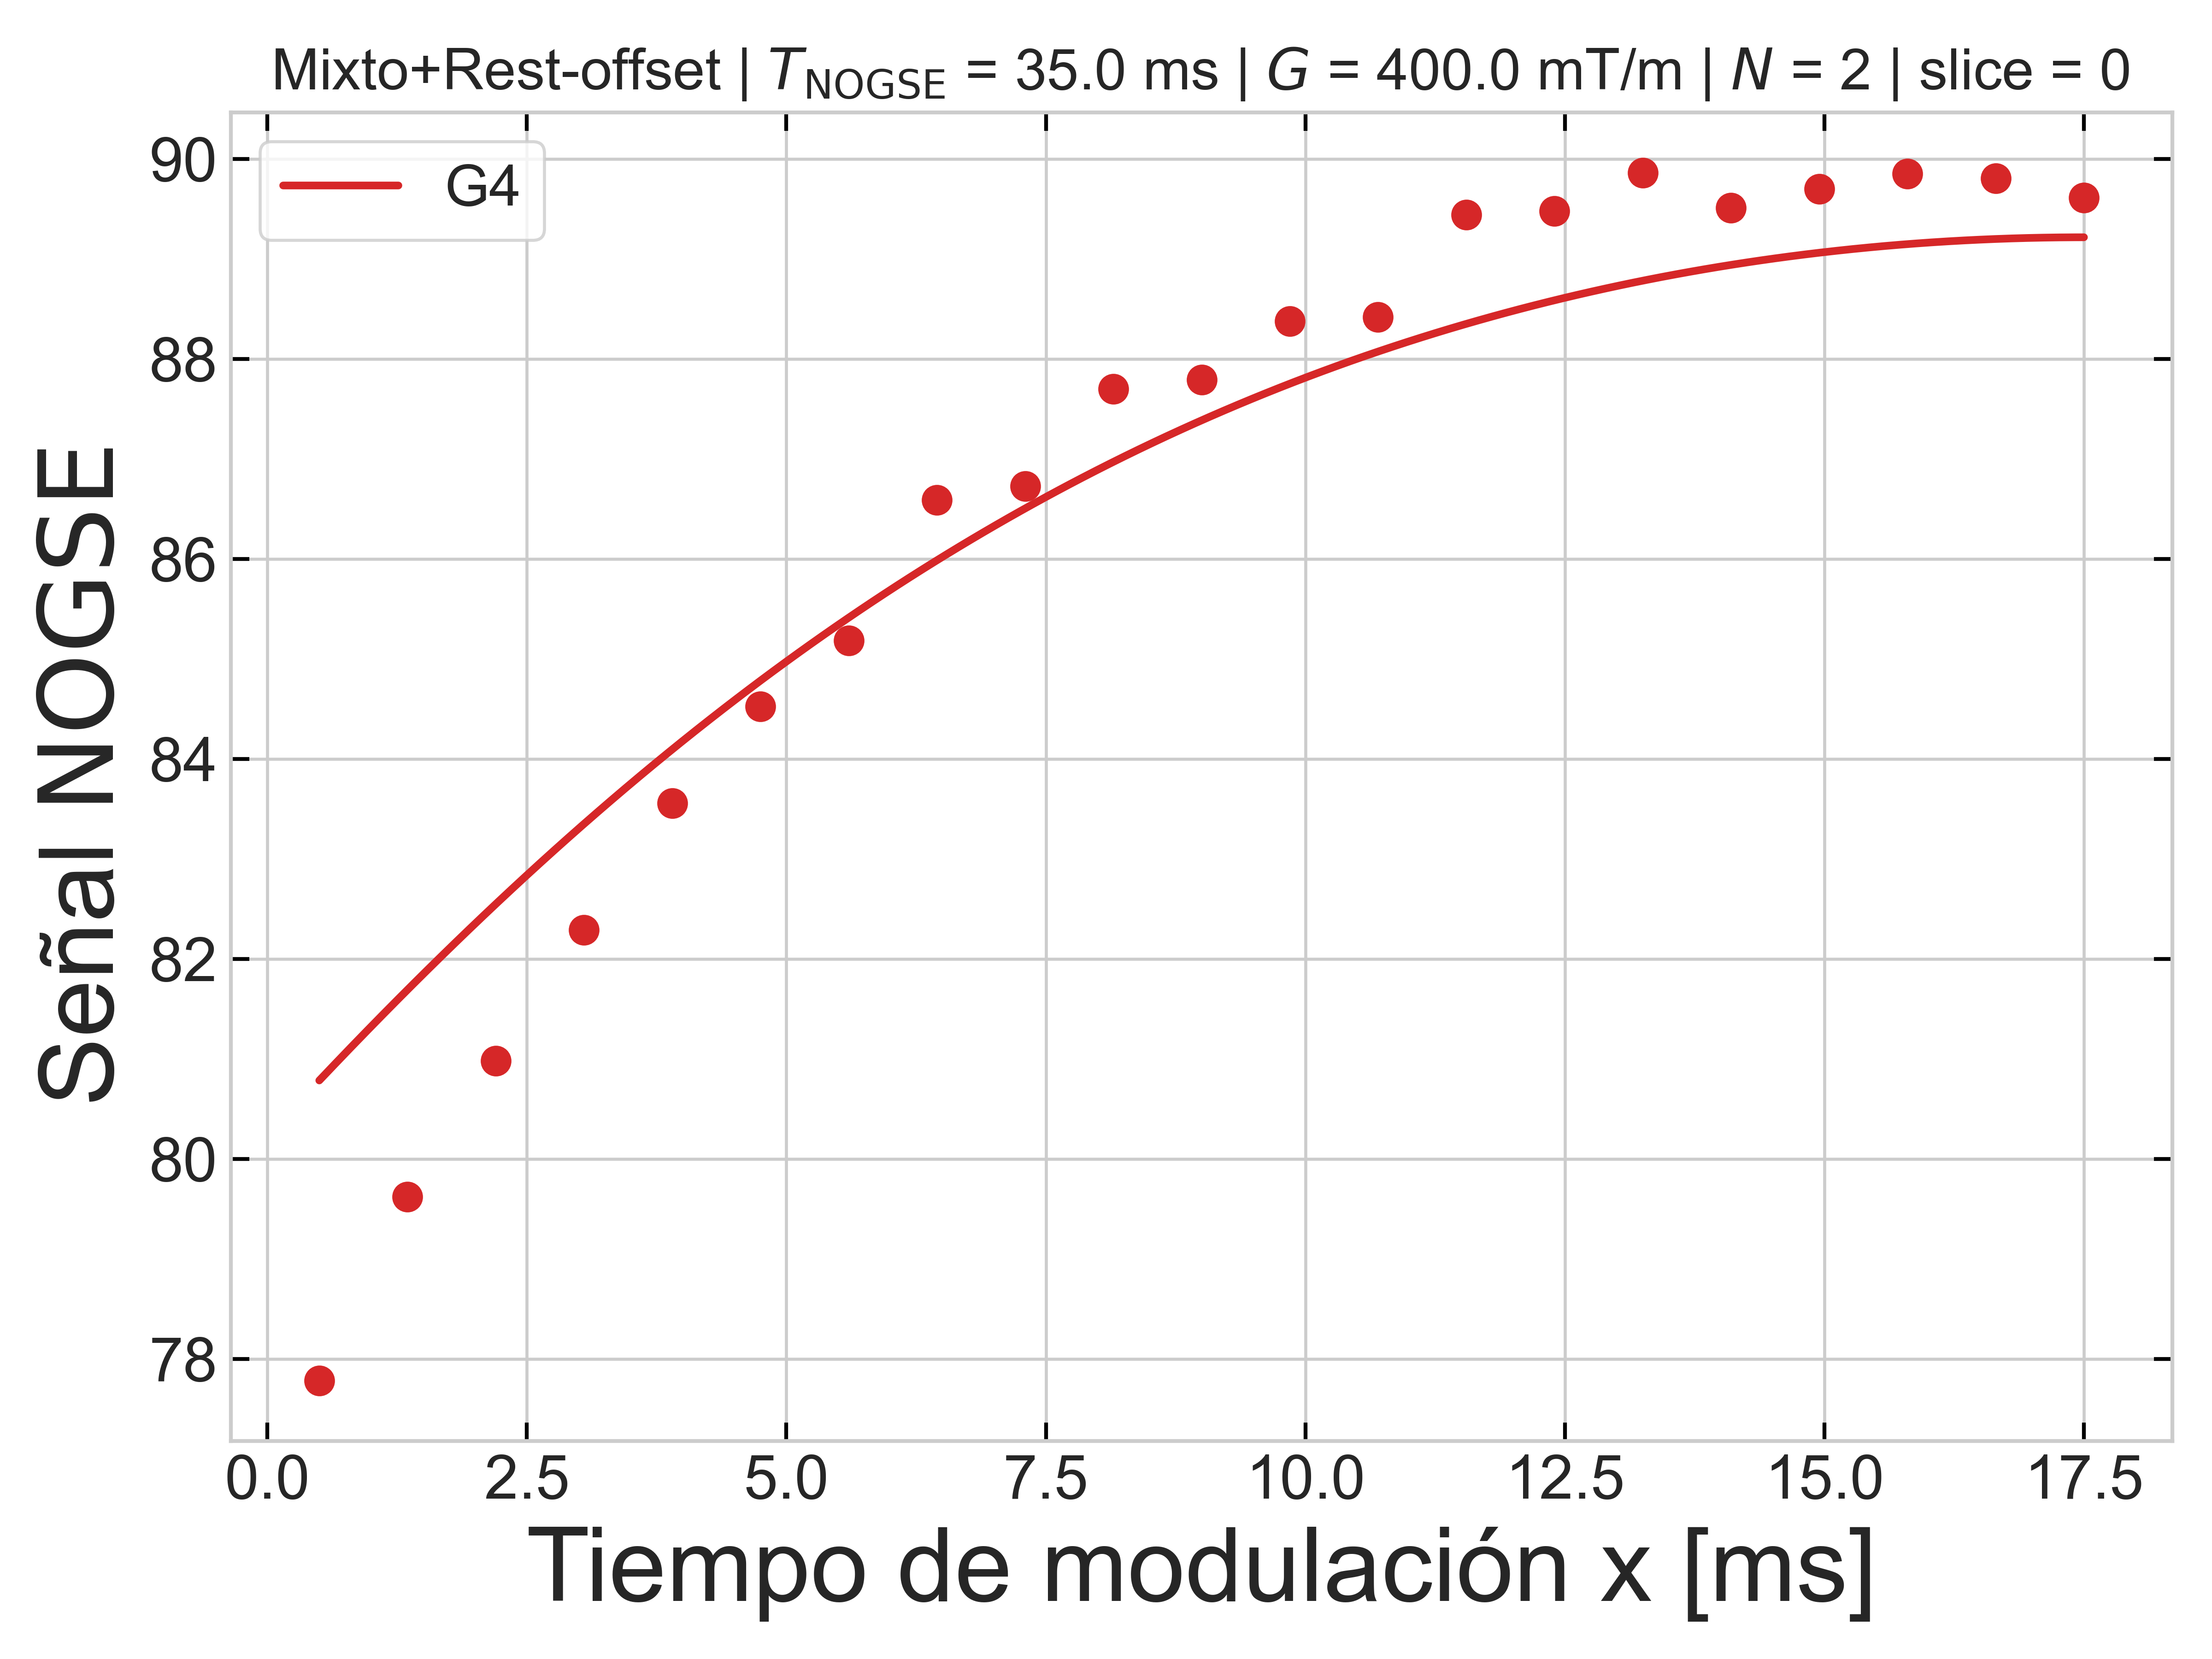 Mixto+Rest-offset | T_NOGSE = 35.0 ms | G = 400.0 mT/m | N = 2 | slice = 0
G4
90
88
86
84
82
80
78
Señal NOGSE
0.0 2.5 5.0 7.5 10.0 12.5 15.0 17.5
Tiempo de modulación x [ms]